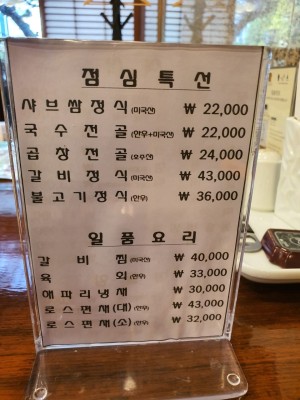 점심특선
샤브쌈정식(미국산) ₩ 22,000
국수전골(한우+미국산) ₩ 22,000
곱창전골(호주산) ₩ 24,000
갈비정식(미국산) ₩ 43,000
불고기정식(한우) ₩ 36,000
일품요리
갈비찜(미국산) ₩ 40,000
육회(한우) ₩ 33,000
해파리냉채 ₩ 30,000
로스편채(대)(한우) ₩ 43,000
로스편채(소)(한우) ₩ 32,000